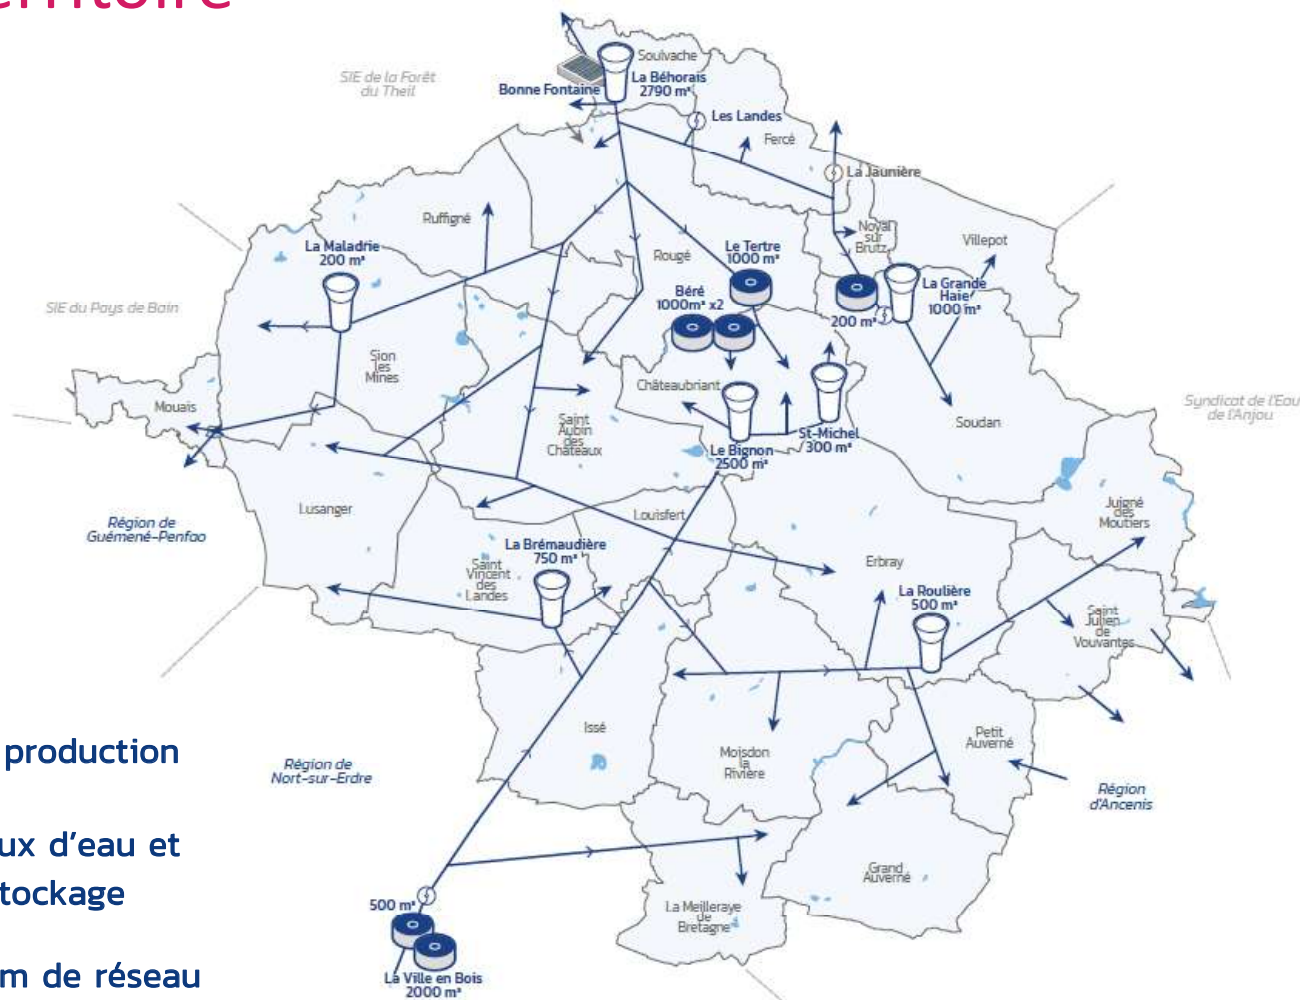 erritoire
SIE de la Forêt
du Theil
Soulvache
La Béhorais
2790 m³
Bonne Fontaine
Les Landes
Fercé
La Jaunière
Ruffigné
La Maladrie
200 m³
Rougé
Le Tertre
1000 m³
Noyal
sur
Brutz
Villepot
Béré
1000m³ x2
La Grande
Haie
1000 m³
200 m³
SIE du Pays de Bain
Sion
les
Mines
Châteaubriant
Mouais
Saint
Aubin
des
Châteaux
St-Michel
300 m³
Le Bignon
2500 m³
Soudan
Syndicat de l'Eau
de l'Anjou
Région de
Guémené-Penfao
Lusanger
Louisfert
Juigné
des
Moutiers
La Brémaudière
750 m³
Saint
Vincent
des
Landes
Erbray
La Roulière
500 m³
Saint
Julien
de
Vouvantes
Issé
Moisdon
la
Rivière
Petit
Auverné
production
Région de
Nort-sur-Erdre
Région
d'Ancenis
ux d'eau et
tockage
Grand
Auverné
500 m³
La Meilleraye
de
Bretagne
m de réseau
La Ville en Bois
2000 m³